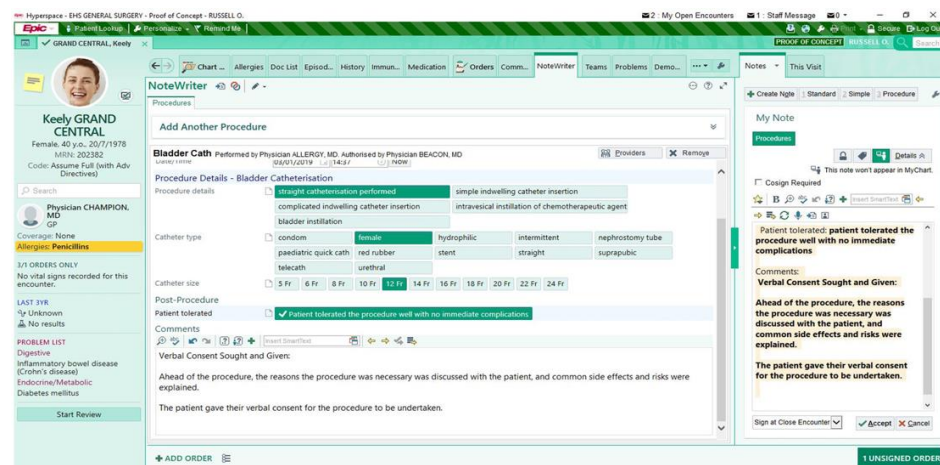 Hyperspace - EHS GENERAL SURGERY - Proof of Concept - RUSSELL O.
2 : My Open Encounters 1 : Staff Message 0
Epic Patient Lookup Personalize Remind Me Print Secure Log Out
GRAND CENTRAL, Keely
PROOF OF CONCEPT RUSSELL O. Search
Chart ... Allergies Doc List Episod... History Immun... Medication Orders Comm... NoteWriter Teams Problems Demo...
Notes This Visit
NoteWriter
Procedures
Create Note 1 Standard 2 Simple 3 Procedure
Keely GRAND
CENTRAL
Female, 40 y.o., 20/7/1978
MRN: 202382
Code: Assume Full (with Adv
Directives)
Search
Physician CHAMPION,
MD
GP
Coverage: None
Allergies: Penicillins
3/1 ORDERS ONLY
No vital signs recorded for this
encounter.
LAST 3YR
Unknown
No results
PROBLEM LIST
Digestive
Inflammatory bowel disease
(Crohn's disease)
Endocrine/Metabolic
Diabetes mellitus
Start Review
Add Another Procedure
Bladder Cath Performed by Physician ALLERGY, MD. Authorised by Physician BEACON, MD
Providers Remove
Date/Time 03/01/2019 14:37 Now
Procedure Details - Bladder Catheterisation
Procedure details straight catheterisation performed simple indwelling catheter insertion
complicated indwelling catheter insertion intravesical instillation of chemotherapeutic agent
bladder instillation
Catheter type condom female hydrophilic intermittent nephrostomy tube
paediatric quick cath red rubber stent straight suprapubic
telecath urethral
Catheter size 5 Fr 6 Fr 8 Fr 10 Fr 12 Fr 14 Fr 16 Fr 18 Fr 20 Fr 22 Fr 24 Fr
Post-Procedure
Patient tolerated Patient tolerated the procedure well with no immediate complications
Comments
Insert SmartText
Verbal Consent Sought and Given:
Ahead of the procedure, the reasons the procedure was necessary was discussed with the patient, and common side effects and risks were
explained.
The patient gave their verbal consent for the procedure to be undertaken.
ADD ORDER
My Note
Procedures
Details
This note won't appear in MyChart.
Cosign Required
B Insert SmartText
Patient tolerated: patient tolerated the
procedure well with no immediate
complications
Comments:
Verbal Consent Sought and Given:
Ahead of the procedure, the reasons
the procedure was necessary was
discussed with the patient, and
common side effects and risks were
explained.
The patient gave their verbal consent
for the procedure to be undertaken.
Sign at Close Encounter Accept Cancel
1 UNSIGNED ORDER